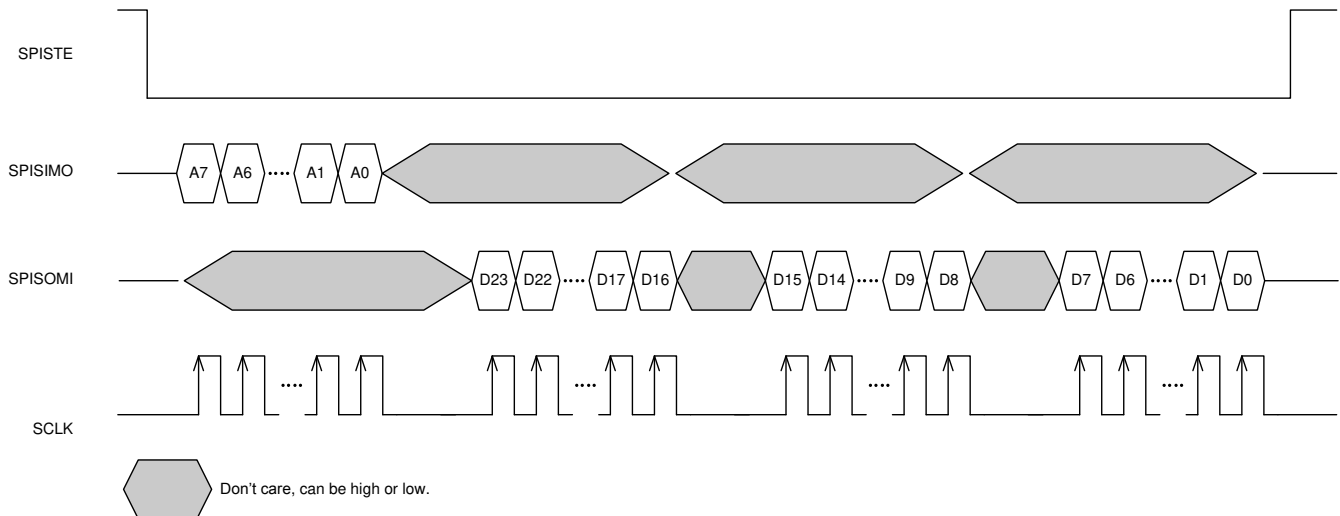 SPISTE
SPISIMO
A7 A6 .... A1 A0
SPISOMI
D23 D22 .... D17 D16 D15 D14 .... D9 D8 D7 D6 .... D1 D0
.... .... .... ....
SCLK
Don't care, can be high or low.